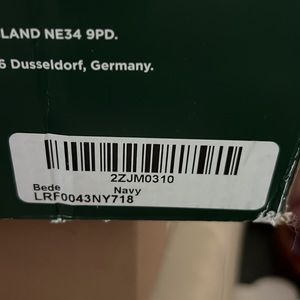 LAND NE34 9PD.
6 Dusseldorf, Germany.
2ZJM0310
Bede Navy
LRF0043NY718